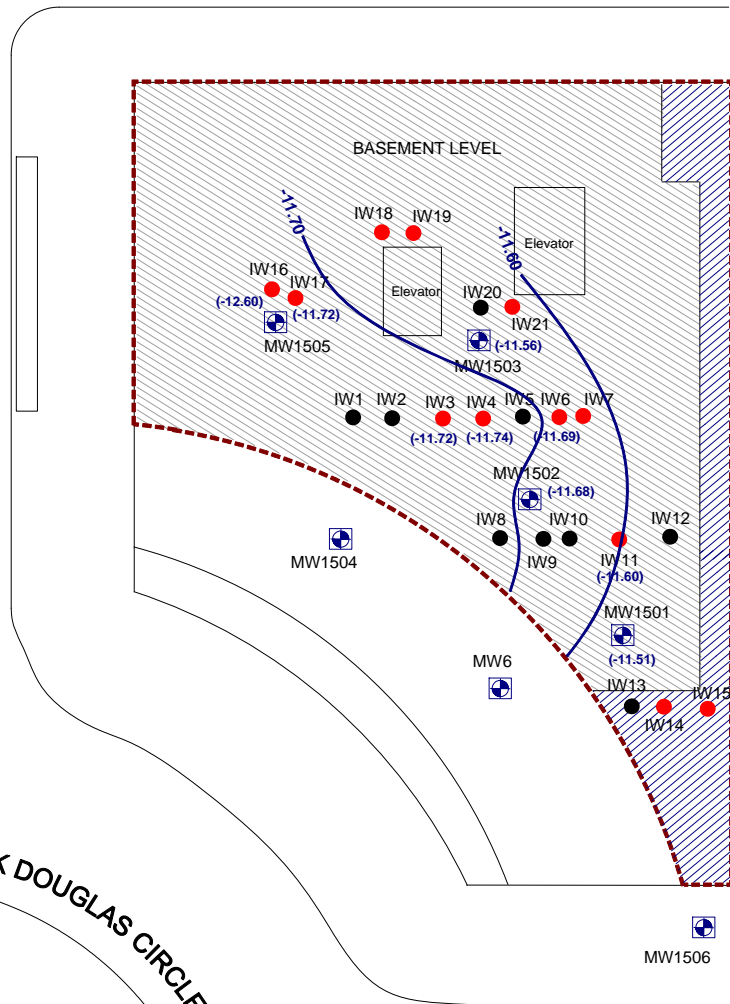 BASEMENT LEVEL
-11.70
IW18
IW19
-11.60
Elevator
IW16
IW17
Elevator
(-12.60)
(-11.72)
IW20
IW21
MW1505
(-11.56)
MW1503
IW1
IW2
IW3
IW4
IW5
IW6
IW7
(-11.72)
(-11.74)
(-11.69)
MW1502
(-11.68)
IW8
IW10
IW12
MW1504
IW9
IW11
(-11.60)
MW1501
MW6
(-11.51)
IW13
IW15
IW14
K DOUGLAS CIRCLE
MW1506